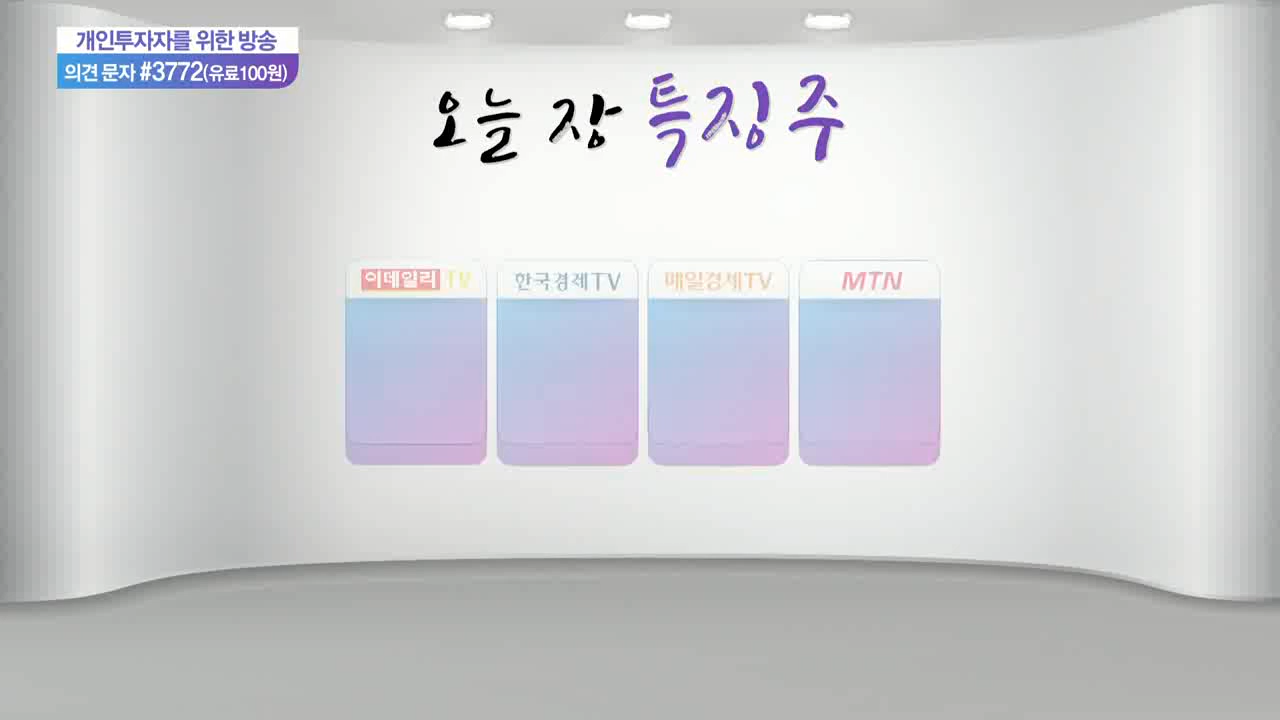 개인투자자를 위한 방송
의견 문자 #3772(유료100원)
오늘 장 특징주
이데일리 TV
한국경제TV
매일경제TV
MTN